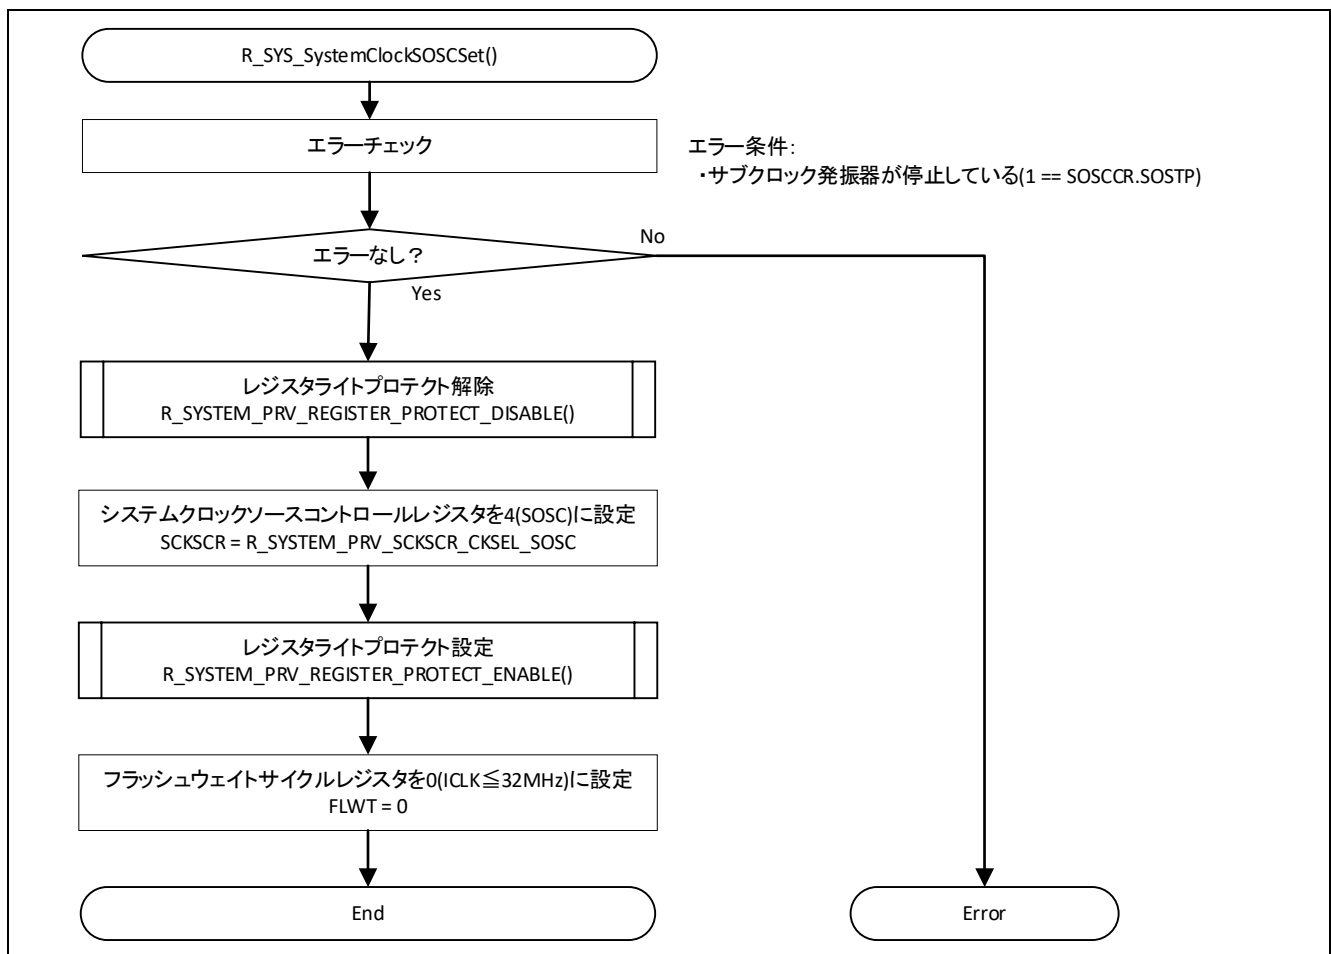 R_SYS_SystemClockSOSCSet()
エラーチェック
エラー条件:
・サブクロック発振器が停止している(1 == SOSCCR.SOSTP)
エラーなし？
No
Yes
レジスタライトプロテクト解除
R_SYSTEM_PRV_REGISTER_PROTECT_DISABLE()
システムクロックソースコントロールレジスタを4(SOSC)に設定
SCKSCR = R_SYSTEM_PRV_SCKSCR_CKSEL_SOSC
レジスタライトプロテクト設定
R_SYSTEM_PRV_REGISTER_PROTECT_ENABLE()
フラッシュウェイトサイクルレジスタを0(ICLK≦32MHz)に設定
FLWT = 0
End
Error